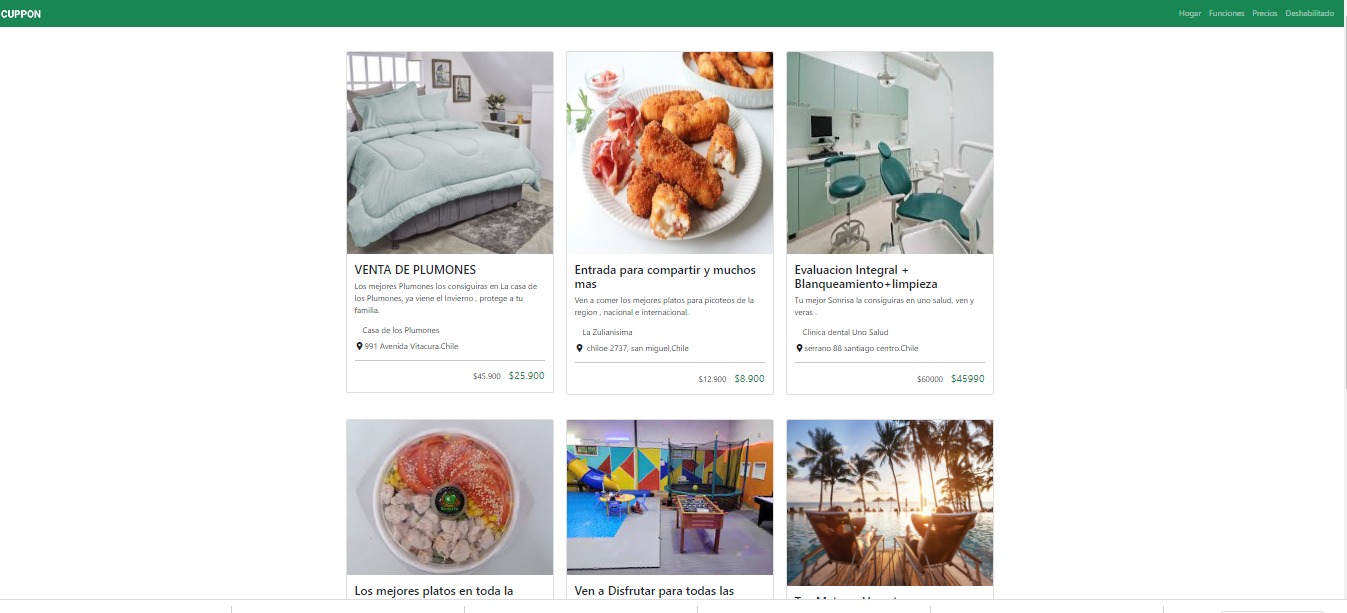 CUPPON
Hogar Funciones Precios Deshabilitado
VENTA DE PLUMONES
Los mejores Plumones los consiguiras en La casa de
los Plumones, ya viene el Invierno , protege a tu
familia.
Casa de los Plumones
991 Avenida Vitacura.Chile
$45.900 $25.900
Entrada para compartir y muchos
mas
Ven a comer los mejores platos para picoteos de la
region , nacional e internacional.
La Zulianisima
chiloe 2737, san miguel,Chile
$12.900 $8.900
Evaluacion Integral +
Blanqueamiento+limpieza
Tu mejor Sonrisa la consiguiras en uno salud, ven y
veras .
Clinica dental Uno Salud
serrano 88 santiago centro.Chile
$60000 $45990
Los mejores platos en toda la
Ven a Disfrutar para todas las